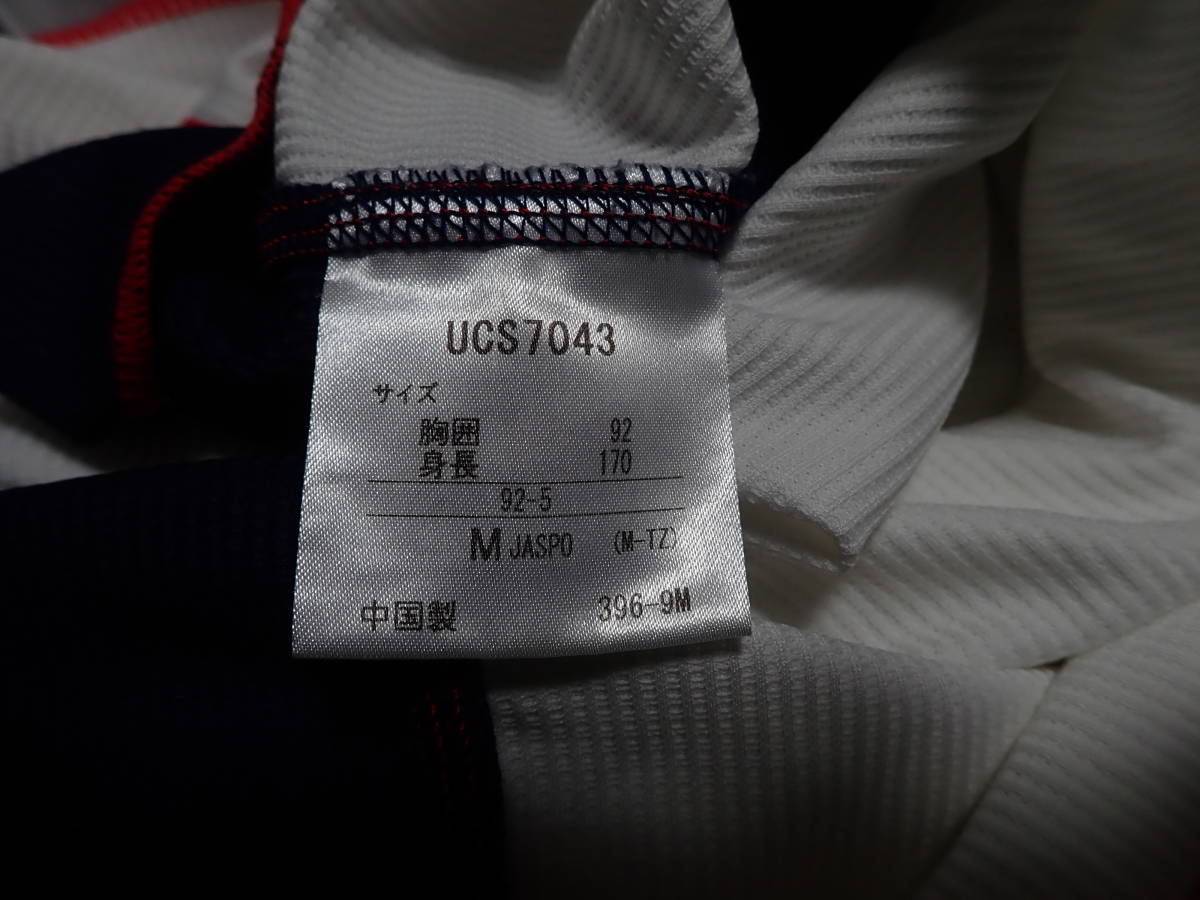 UCS7043
サイズ
胸囲 92
身長 170
92-5
M JASPO (M-TZ)
中国製 396-9M